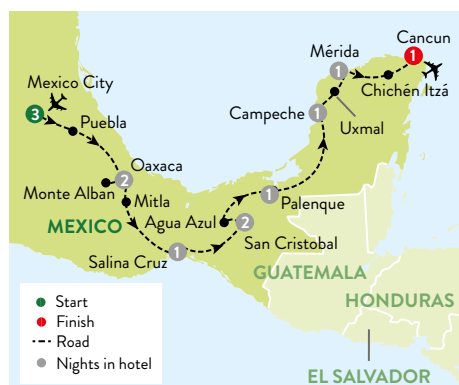 Cancun
1
Mérida
1
Chichén Itzá
Mexico City
3
Campeche
1
Uxmal
Puebla
Oaxaca
2
Monte Alban
Mitla
1
Palenque
MEXICO
Agua Azul
2
San Cristobal
Salina Cruz
1
GUATEMALA
HONDURAS
EL SALVADOR
Start
Finish
Road
Nights in hotel